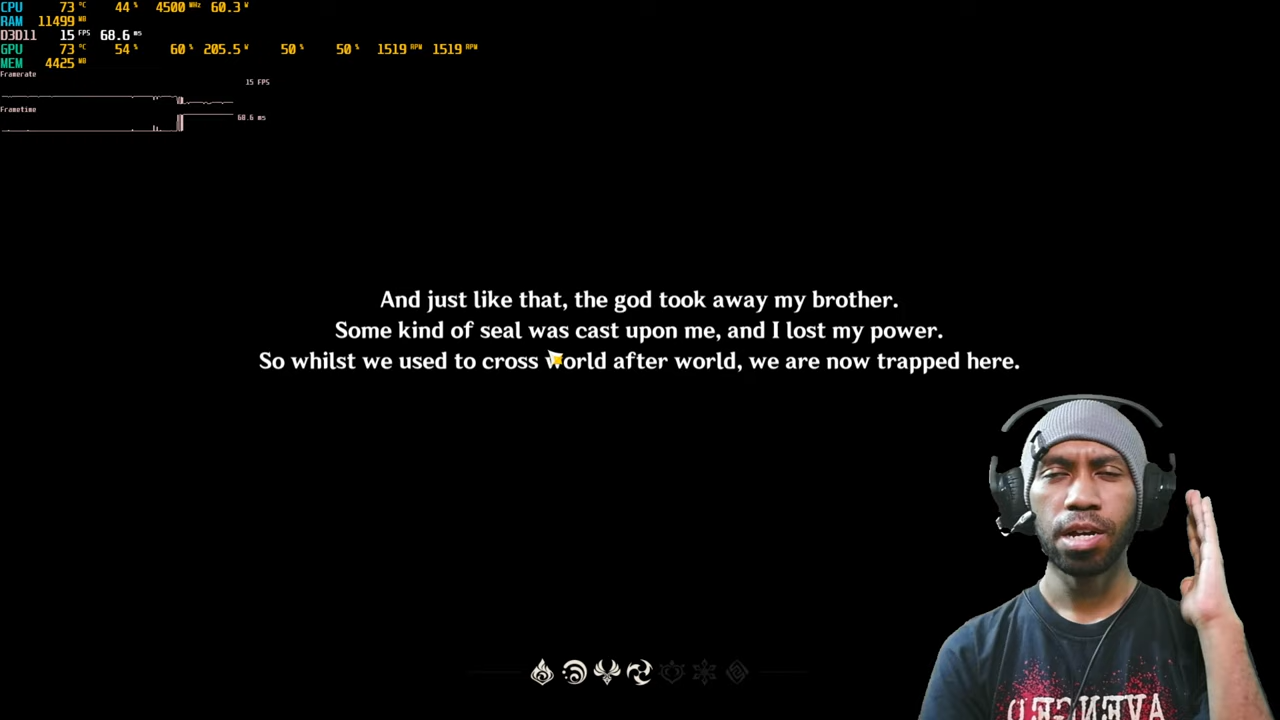 CPU 73 °C 44 % 4500 MHz 60.3 W
RAM 11499 MB
D3D11 15 FPS 68.6 ms
GPU 73 °C 54 % 60 % 205.5 W 50 % 50 % 1519 RPM 1519 RPM
MEM 4425 MB
Framerate
15 FPS
Frametime
68.6 ms
And just like that, the god took away my brother.
Some kind of seal was cast upon me, and I lost my power.
So whilst we used to cross world after world, we are now trapped here.